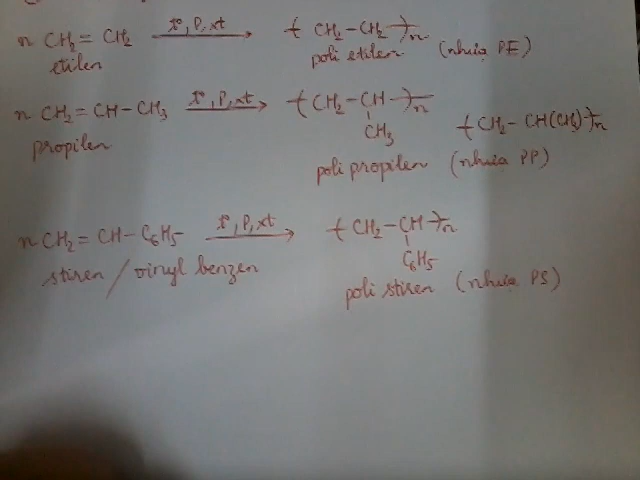 n CH₂ = CH₂ t°, P, xt → ( CH₂ – CH₂ )n (nhựa PE)
etilen poli etilen
n CH₂ = CH – CH₃ t°, P, xt → ( CH₂ – CH )n
CH₃ ( CH₂ – CH(CH₃) )n
propilen poli propilen (nhựa PP)
n CH₂ = CH – C₆H₅ t°, P, xt → ( CH₂ – CH )n
C₆H₅
stiren / vinyl benzen poli stiren (nhựa PS)